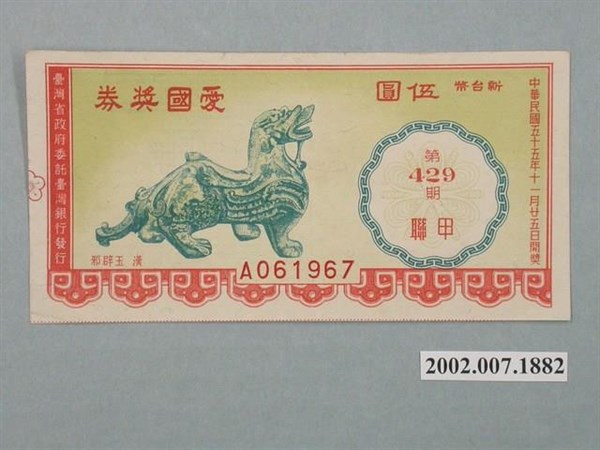 中華民國五十五年十一月廿五日開獎
新台幣 伍圓
愛國獎券
第
429
期
甲聯
漢玉辟邪
A061967
臺灣省政府委託臺灣銀行發行
2002.007.1882